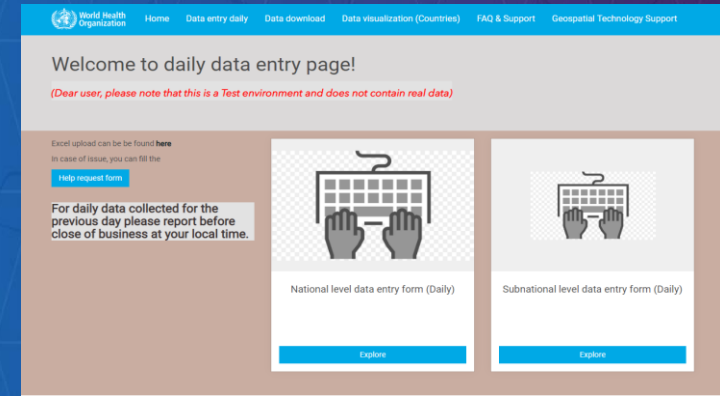 World Health
Organization
Home
Data entry daily
Data download
Data visualization (Countries)
FAQ & Support
Geospatial Technology Support
Welcome to daily data entry page!
(Dear user, please note that this is a Test environment and does not contain real data)
Excel upload can be be found here
In case of issue, you can fill the
Help request form
For daily data collected for the
previous day please report before
close of business at your local time.
National level data entry form (Daily)
Subnational level data entry form (Daily)
Explore
Explore